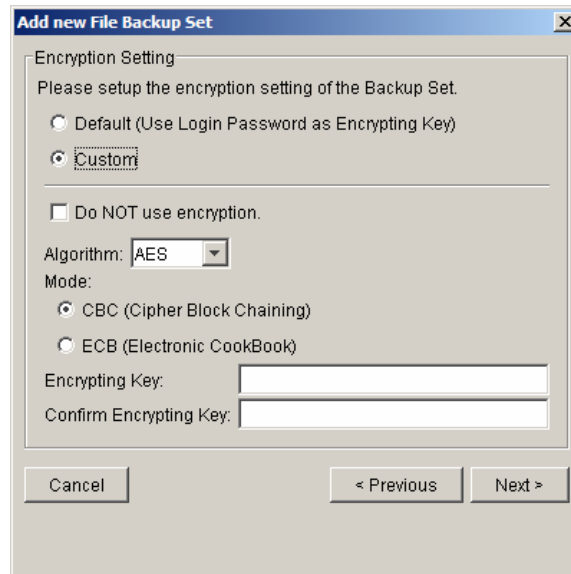 Add new File Backup Set
Encryption Setting
Please setup the encryption setting of the Backup Set.
Default (Use Login Password as Encrypting Key)
Custom
Do NOT use encryption.
Algorithm: AES
Mode:
CBC (Cipher Block Chaining)
ECB (Electronic CookBook)
Encrypting Key:
Confirm Encrypting Key:
Cancel < Previous Next >